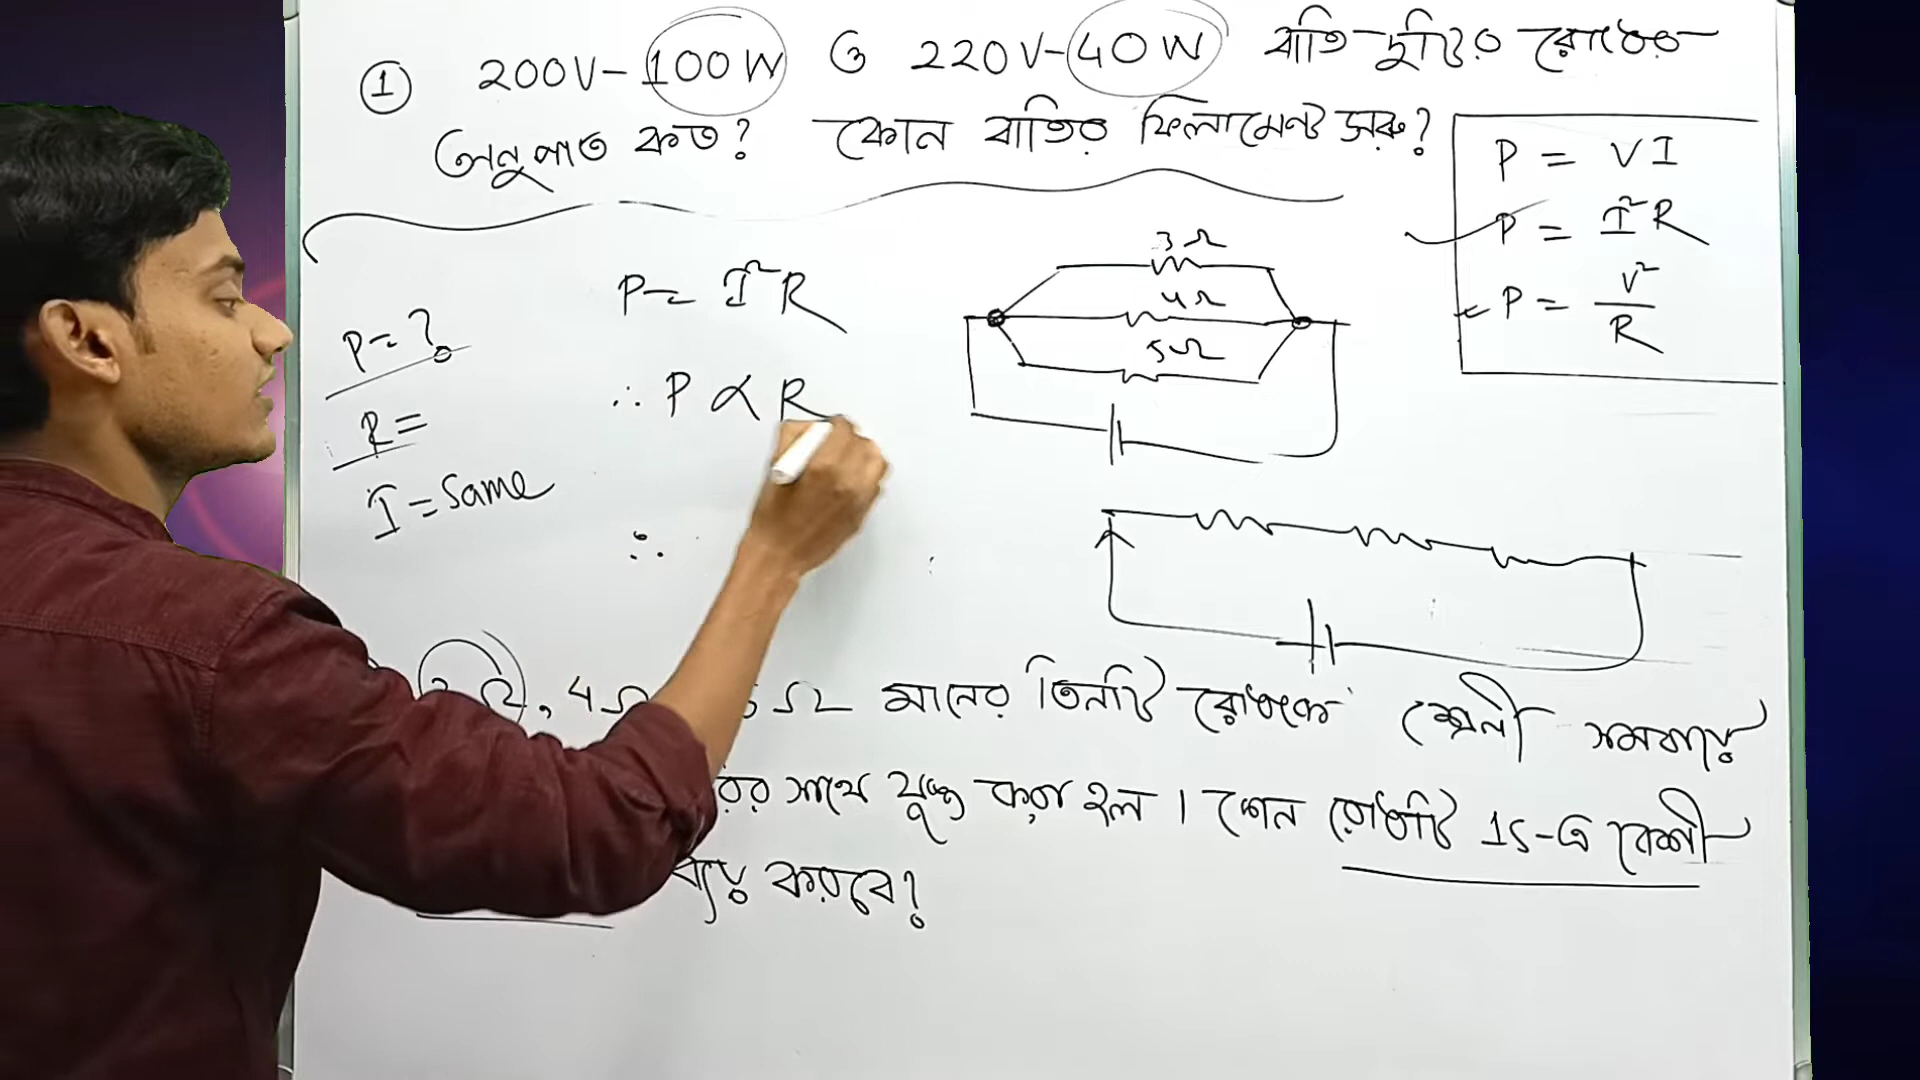 ① 200V-100W ও 220V-40W বাতি দুটির রোধের
অনুপাত কত? কোন বাতির ফিলামেন্ট সরু?
P = VI
P = I²R
P = V²/R
P = ?
R =
I = Same
P = I²R
∴ P ∝ R
∴
3Ω
4Ω
5Ω
Ω, 4Ω Ω মানের তিনটি রোধকে শ্রেণী সমবায়ে
সাথে যুক্ত করা হল। কোন রোধটি 1S-এ বেশী
ব্যয় করবে?